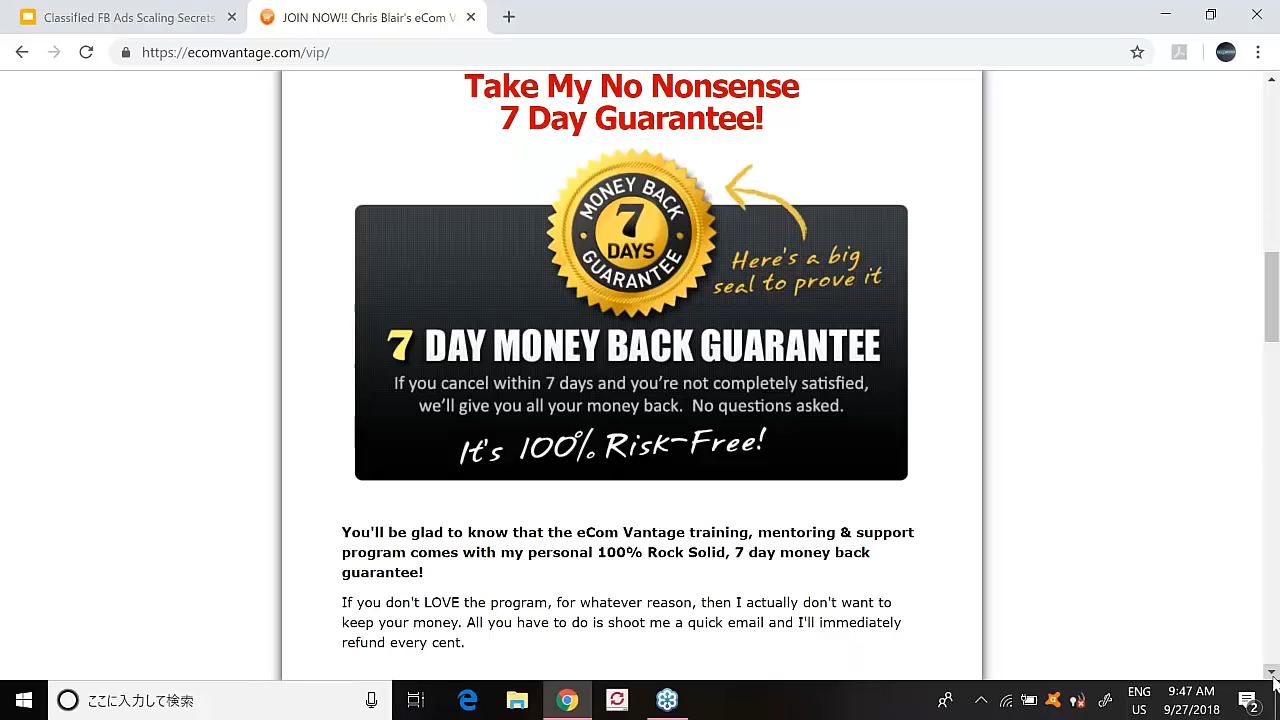 Classified FB Ads Scaling Secrets
JOIN NOW!! Chris Blair's eCom V
https://ecomvantage.com/vip/
Take My No Nonsense
7 Day Guarantee!
MONEY BACK
7
DAYS
GUARANTEE
Here's a big
seal to prove it
7 DAY MONEY BACK GUARANTEE
If you cancel within 7 days and you're not completely satisfied,
we'll give you all your money back. No questions asked.
It's 100% Risk-Free!
You'll be glad to know that the eCom Vantage training, mentoring & support
program comes with my personal 100% Rock Solid, 7 day money back
guarantee!
If you don't LOVE the program, for whatever reason, then I actually don't want to
keep your money. All you have to do is shoot me a quick email and I'll immediately
refund every cent.
ここに入力して検索
ENG
US
9:47 AM
9/27/2018
2